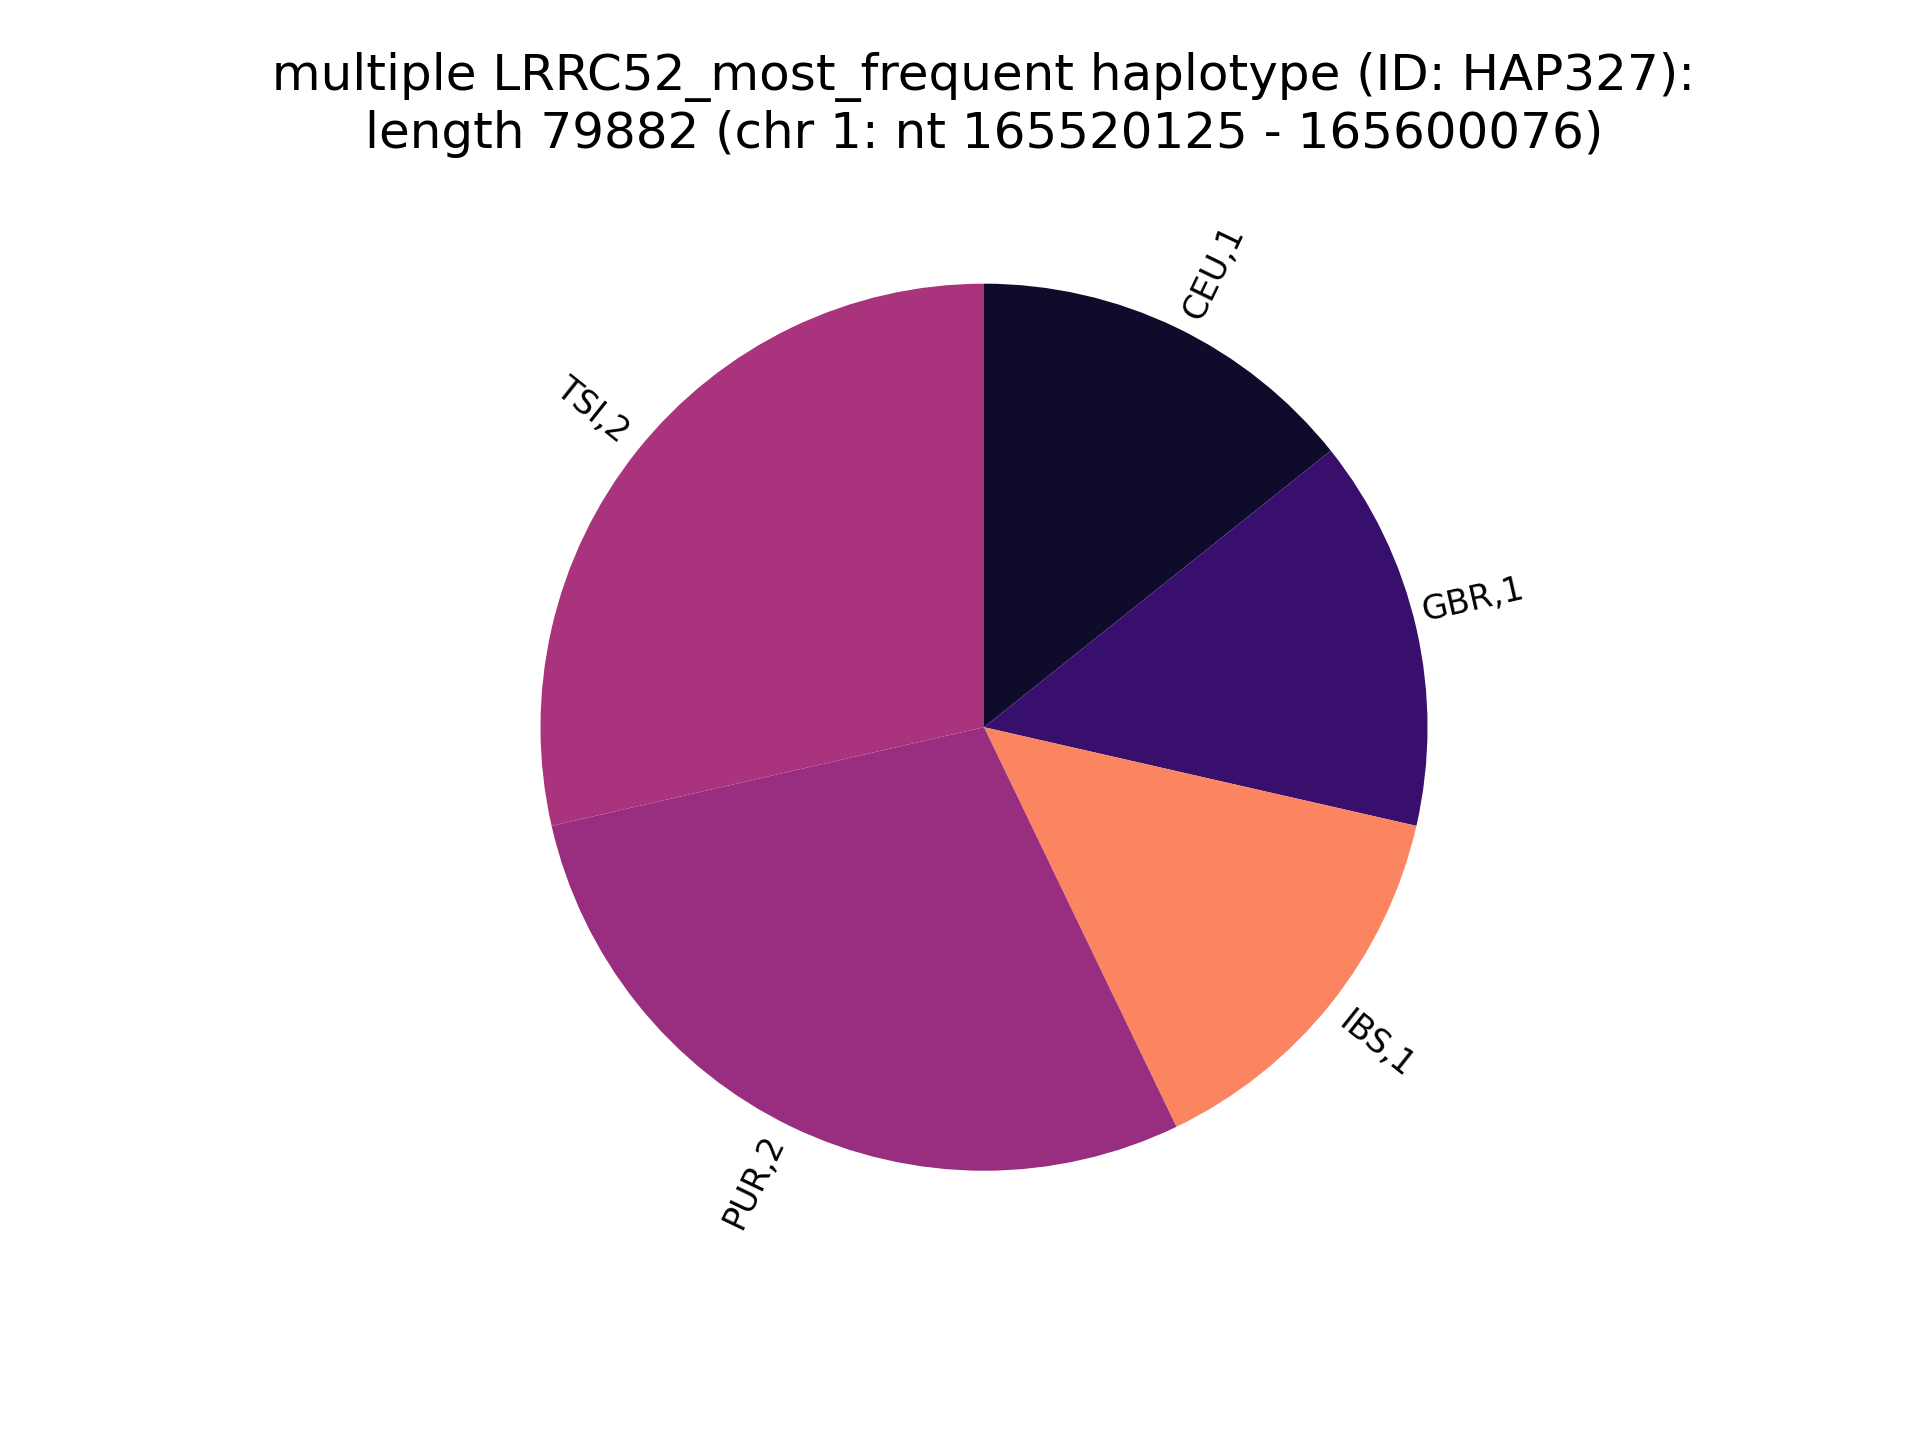 multiple LRRC52_most_frequent haplotype (ID: HAP327):
length 79882 (chr 1: nt 165520125 - 165600076)
CEU,1
TSI,2
GBR,1
IBS,1
PUR,2